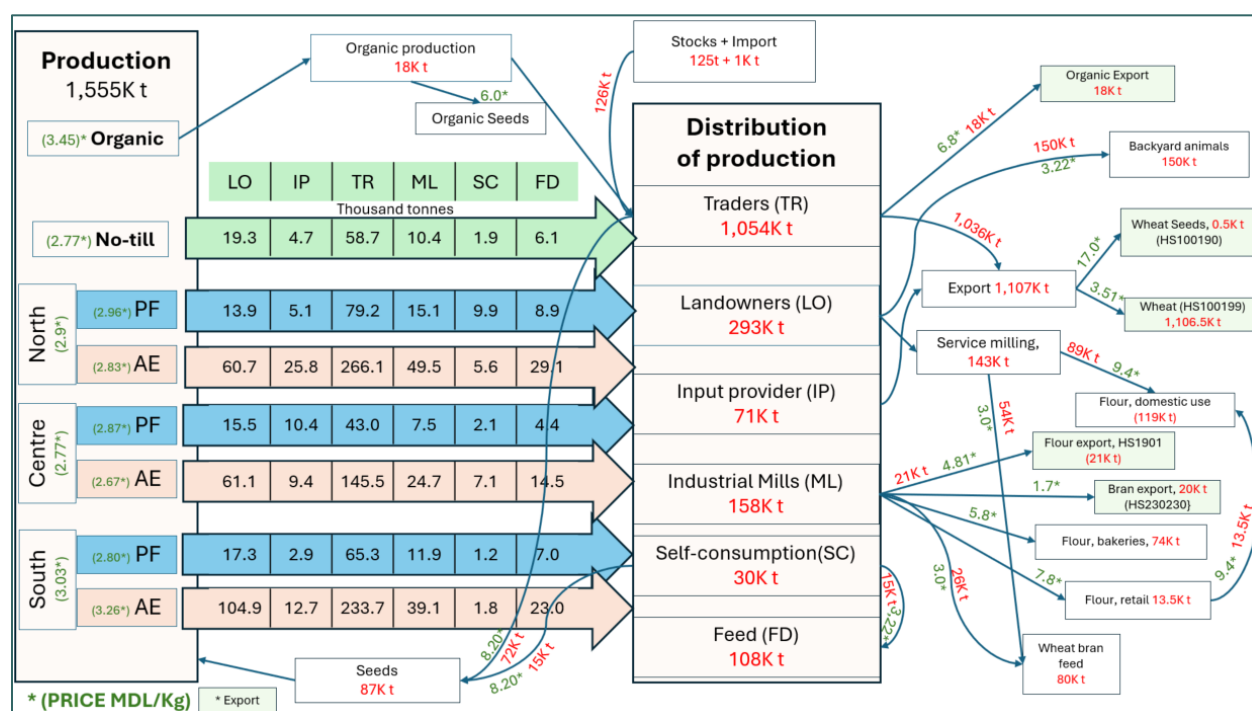 Production
1,555K t
(3.45)* Organic
Organic production
18K t
6.0*
Organic Seeds
Stocks + Import
125t + 1K t
126K t
LO IP TR ML SC FD
Thousand tonnes
(2.77*) No-till
19.3 4.7 58.7 10.4 1.9 6.1
North
(2.9*)
(2.96*) PF
13.9 5.1 79.2 15.1 9.9 8.9
(2.83*) AE
60.7 25.8 266.1 49.5 5.6 29.1
Centre
(2.77*)
(2.87*) PF
15.5 10.4 43.0 7.5 2.1 4.4
(2.67*) AE
61.1 9.4 145.5 24.7 7.1 14.5
South
(3.03*)
(2.80*) PF
17.3 2.9 65.3 11.9 1.2 7.0
(3.26*) AE
104.9 12.7 233.7 39.1 1.8 23.0
Seeds
87K t
8.20*
72K t
8.20* 15K t
* (PRICE MDL/Kg)
* Export
Distribution
of production
Traders (TR)
1,054K t
Landowners (LO)
293K t
Input provider (IP)
71K t
Industrial Mills (ML)
158K t
Self-consumption(SC)
30K t
Feed (FD)
108K t
15K t
3,22*
6.8* 18K t
Organic Export
18K t
150K t
3.22*
Backyard animals
150K t
1,036K t
Export 1,107K t
17.0*
Wheat Seeds, 0.5K t
(HS100190)
3.51*
Wheat (HS100199)
1,106.5K t
Service milling,
143K t
89K t
9.4*
Flour, domestic use
(119K t)
54K t
3.0*
21K t 4.81*
Flour export, HS1901
(21K t)
1.7*
Bran export, 20K t
(HS230230}
5.8*
Flour, bakeries, 74K t
7.8*
Flour, retail 13.5K t
9.4* 13.5K t
26K t
3.0*
Wheat bran
feed
80K t